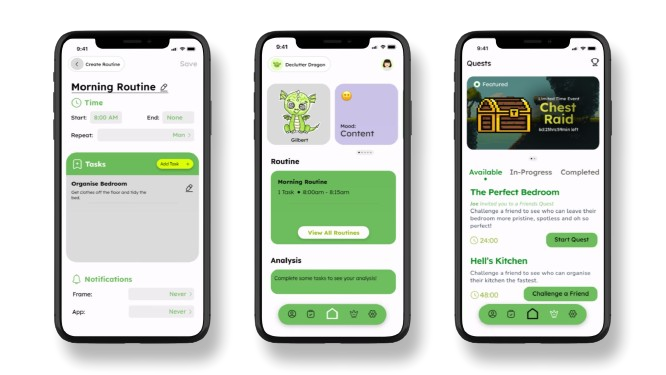 9:41
Create Routine
Save
Morning Routine
Time
Start: 8:00 AM End: None
Repeat: Mon >
Tasks
Add Task +
Organise Bedroom
Get clothes off the floor and tidy the
bed.
Notifications
Frame: Never >
App: Never >
9:41
Declutter Dragon
Gilbert
Mood:
Content
Routine
Morning Routine
1 Task • 8:00am - 8:15am
View All Routines
Analysis
Complete some tasks to see your analysis!
9:41
Quests
Featured
Limited Time Event
Chest
Raid
Available In-Progress Completed
The Perfect Bedroom
Joe invited you to a Friends Quest
Challenge a friend to see who can leave their
bedroom more pristine, spotless and oh so
perfect!
24:00
Start Quest
Hell's Kitchen
Challenge a friend to see who can organise
their kitchen the fastest.
48:00
Challenge a Friend